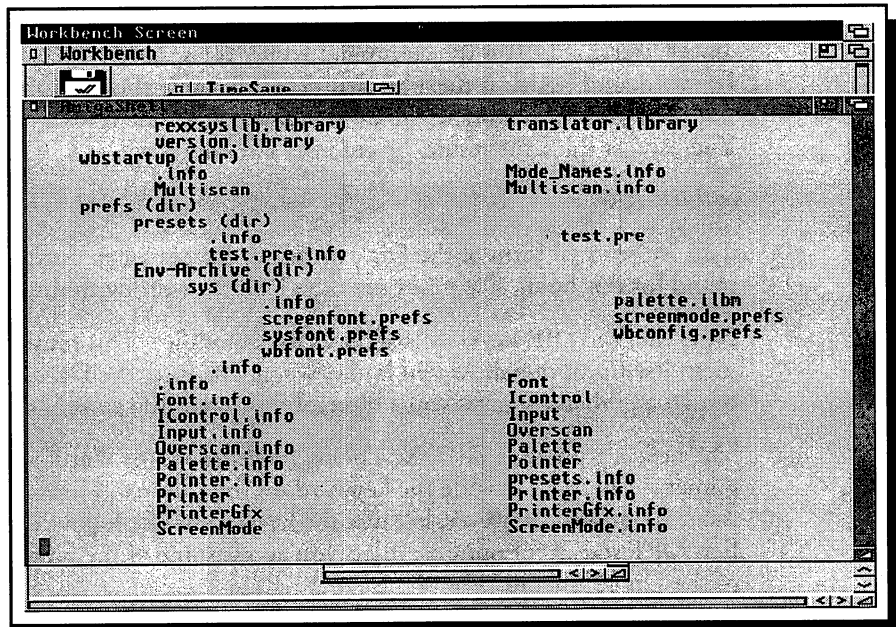 Workbench Screen
Workbench
TimeSave
AmigaShell
rexxsyslib.library translator.library
version.library
wbstartup (dir)
.info Mode_Names.info
Multiscan Multiscan.info
prefs (dir)
presets (dir)
.info test.pre
test.pre.info
Env-Archive (dir)
sys (dir)
.info palette.ilbm
screenfont.prefs screenmode.prefs
sysfont.prefs wbconfig.prefs
wbfont.prefs
.info
.info Font
Font.info Icontrol
IControl.info Input
Input.info Overscan
Overscan.info Palette
Palette.info Pointer
Pointer.info presets.info
Printer Printer.info
PrinterGfx PrinterGfx.info
ScreenMode ScreenMode.info